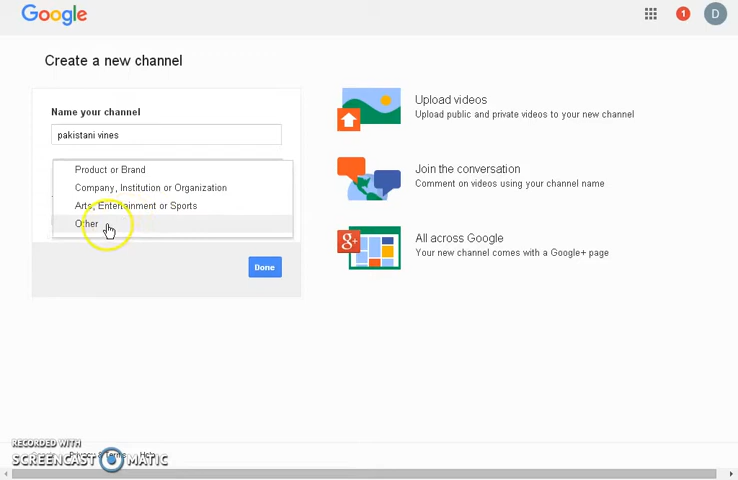 Google
1
D
Create a new channel
Name your channel
pakistani vines
Product or Brand
Company, Institution or Organization
Arts, Entertainment or Sports
Other
Done
Upload videos
Upload public and private videos to your new channel
Join the conversation
Comment on videos using your channel name
g+
All across Google
Your new channel comes with a Google+ page
RECORDED WITH
SCREENCAST MATIC
Privacy & Terms
Help